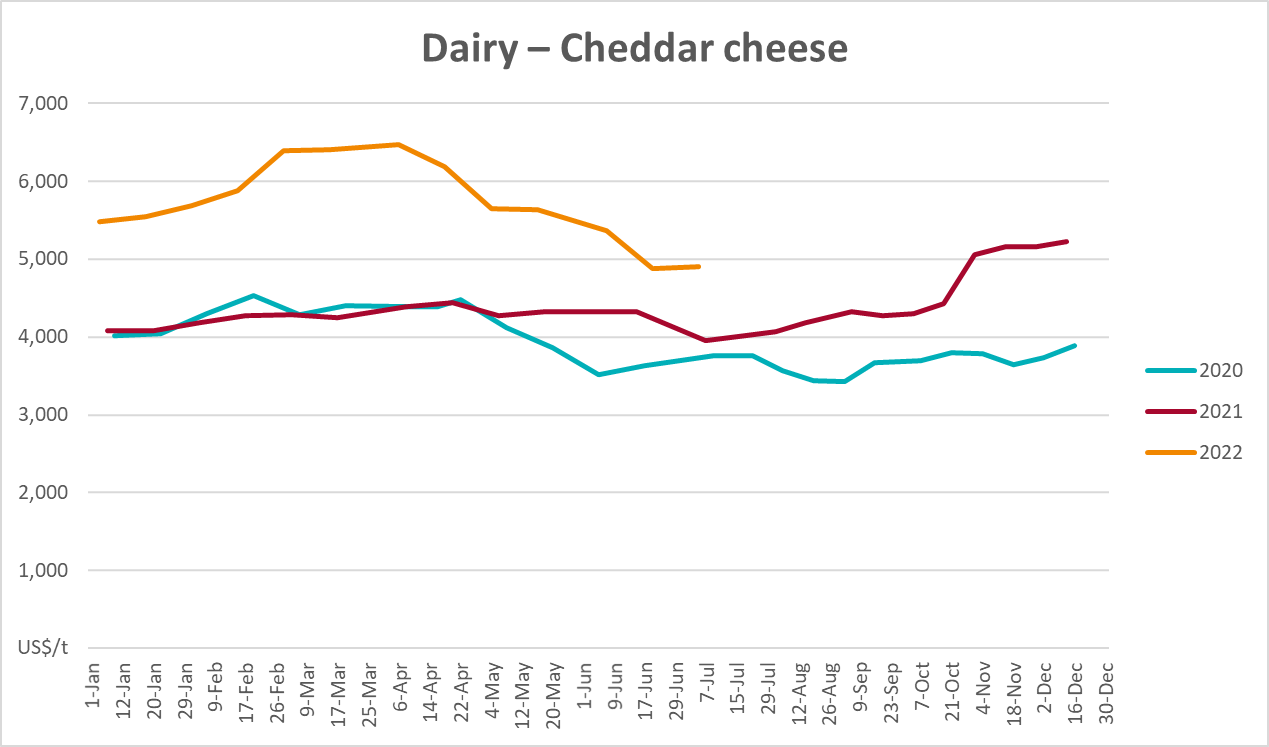 Dairy – Cheddar cheese
7,000
6,000
5,000
4,000
3,000
2,000
1,000
US$/t
1-Jan
12-Jan
20-Jan
29-Jan
9-Feb
17-Feb
26-Feb
9-Mar
17-Mar
25-Mar
6-Apr
14-Apr
22-Apr
4-May
12-May
20-May
1-Jun
9-Jun
17-Jun
29-Jun
7-Jul
15-Jul
29-Jul
12-Aug
26-Aug
9-Sep
23-Sep
7-Oct
21-Oct
4-Nov
18-Nov
2-Dec
16-Dec
30-Dec
2020
2021
2022